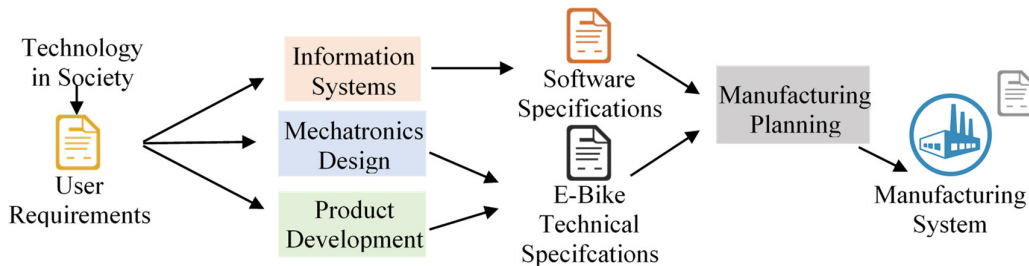 Technology
in Society
User
Requirements
Information
Systems
Mechatronics
Design
Product
Development
Software
Specifications
E-Bike
Technical
Specifcations
Manufacturing
Planning
Manufacturing
System